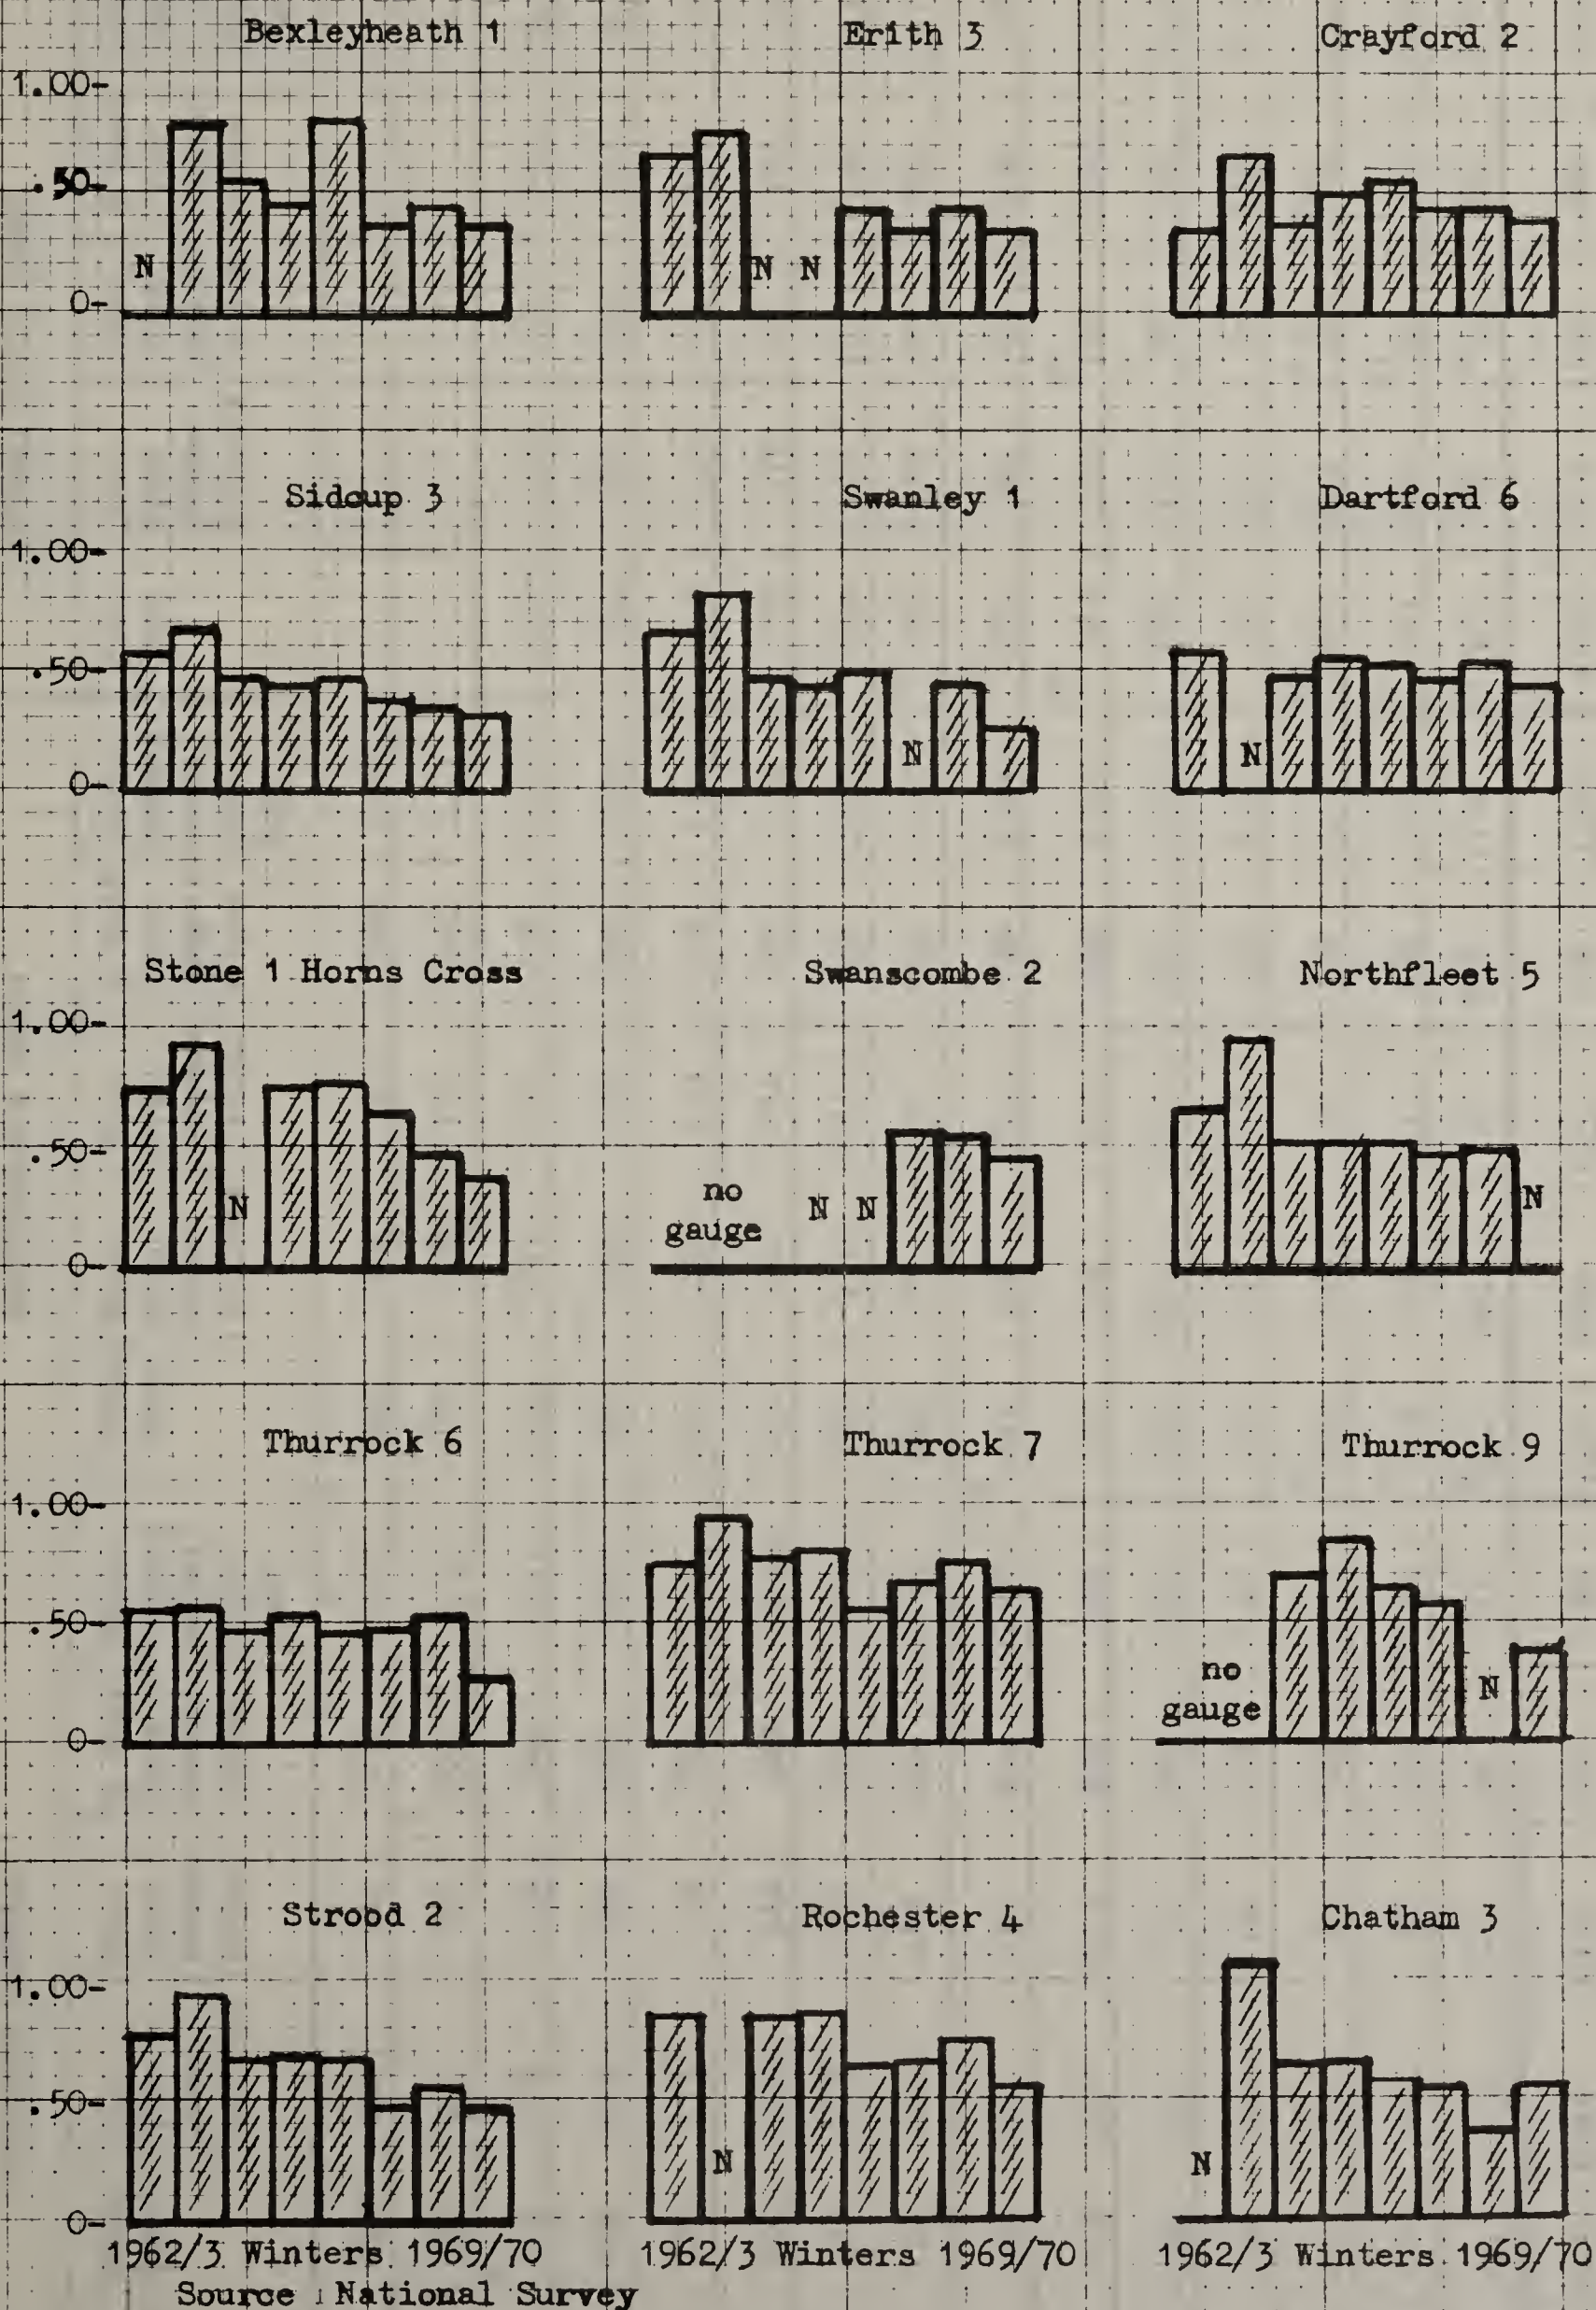 Bexleyheath 1 Erith 3 Crayford 2
1.00
.50
N N N
0
Sidcup 3 Swanley 1 Dartford 6
1.00
.50
N N
0
Stone 1 Horns Cross Swanscombe 2 Northfleet 5
1.00
.50
no
N N N N
gauge
0
Thurrock 6 Thurrock 7 Thurrock 9
1.00
.50
no
N
gauge
0
Strood 2 Rochester 4 Chatham 3
1.00
.50
N N
0
1962/3 Winters 1969/70 1962/3 Winters 1969/70 1962/3 Winters 1969/70
Source : National Survey